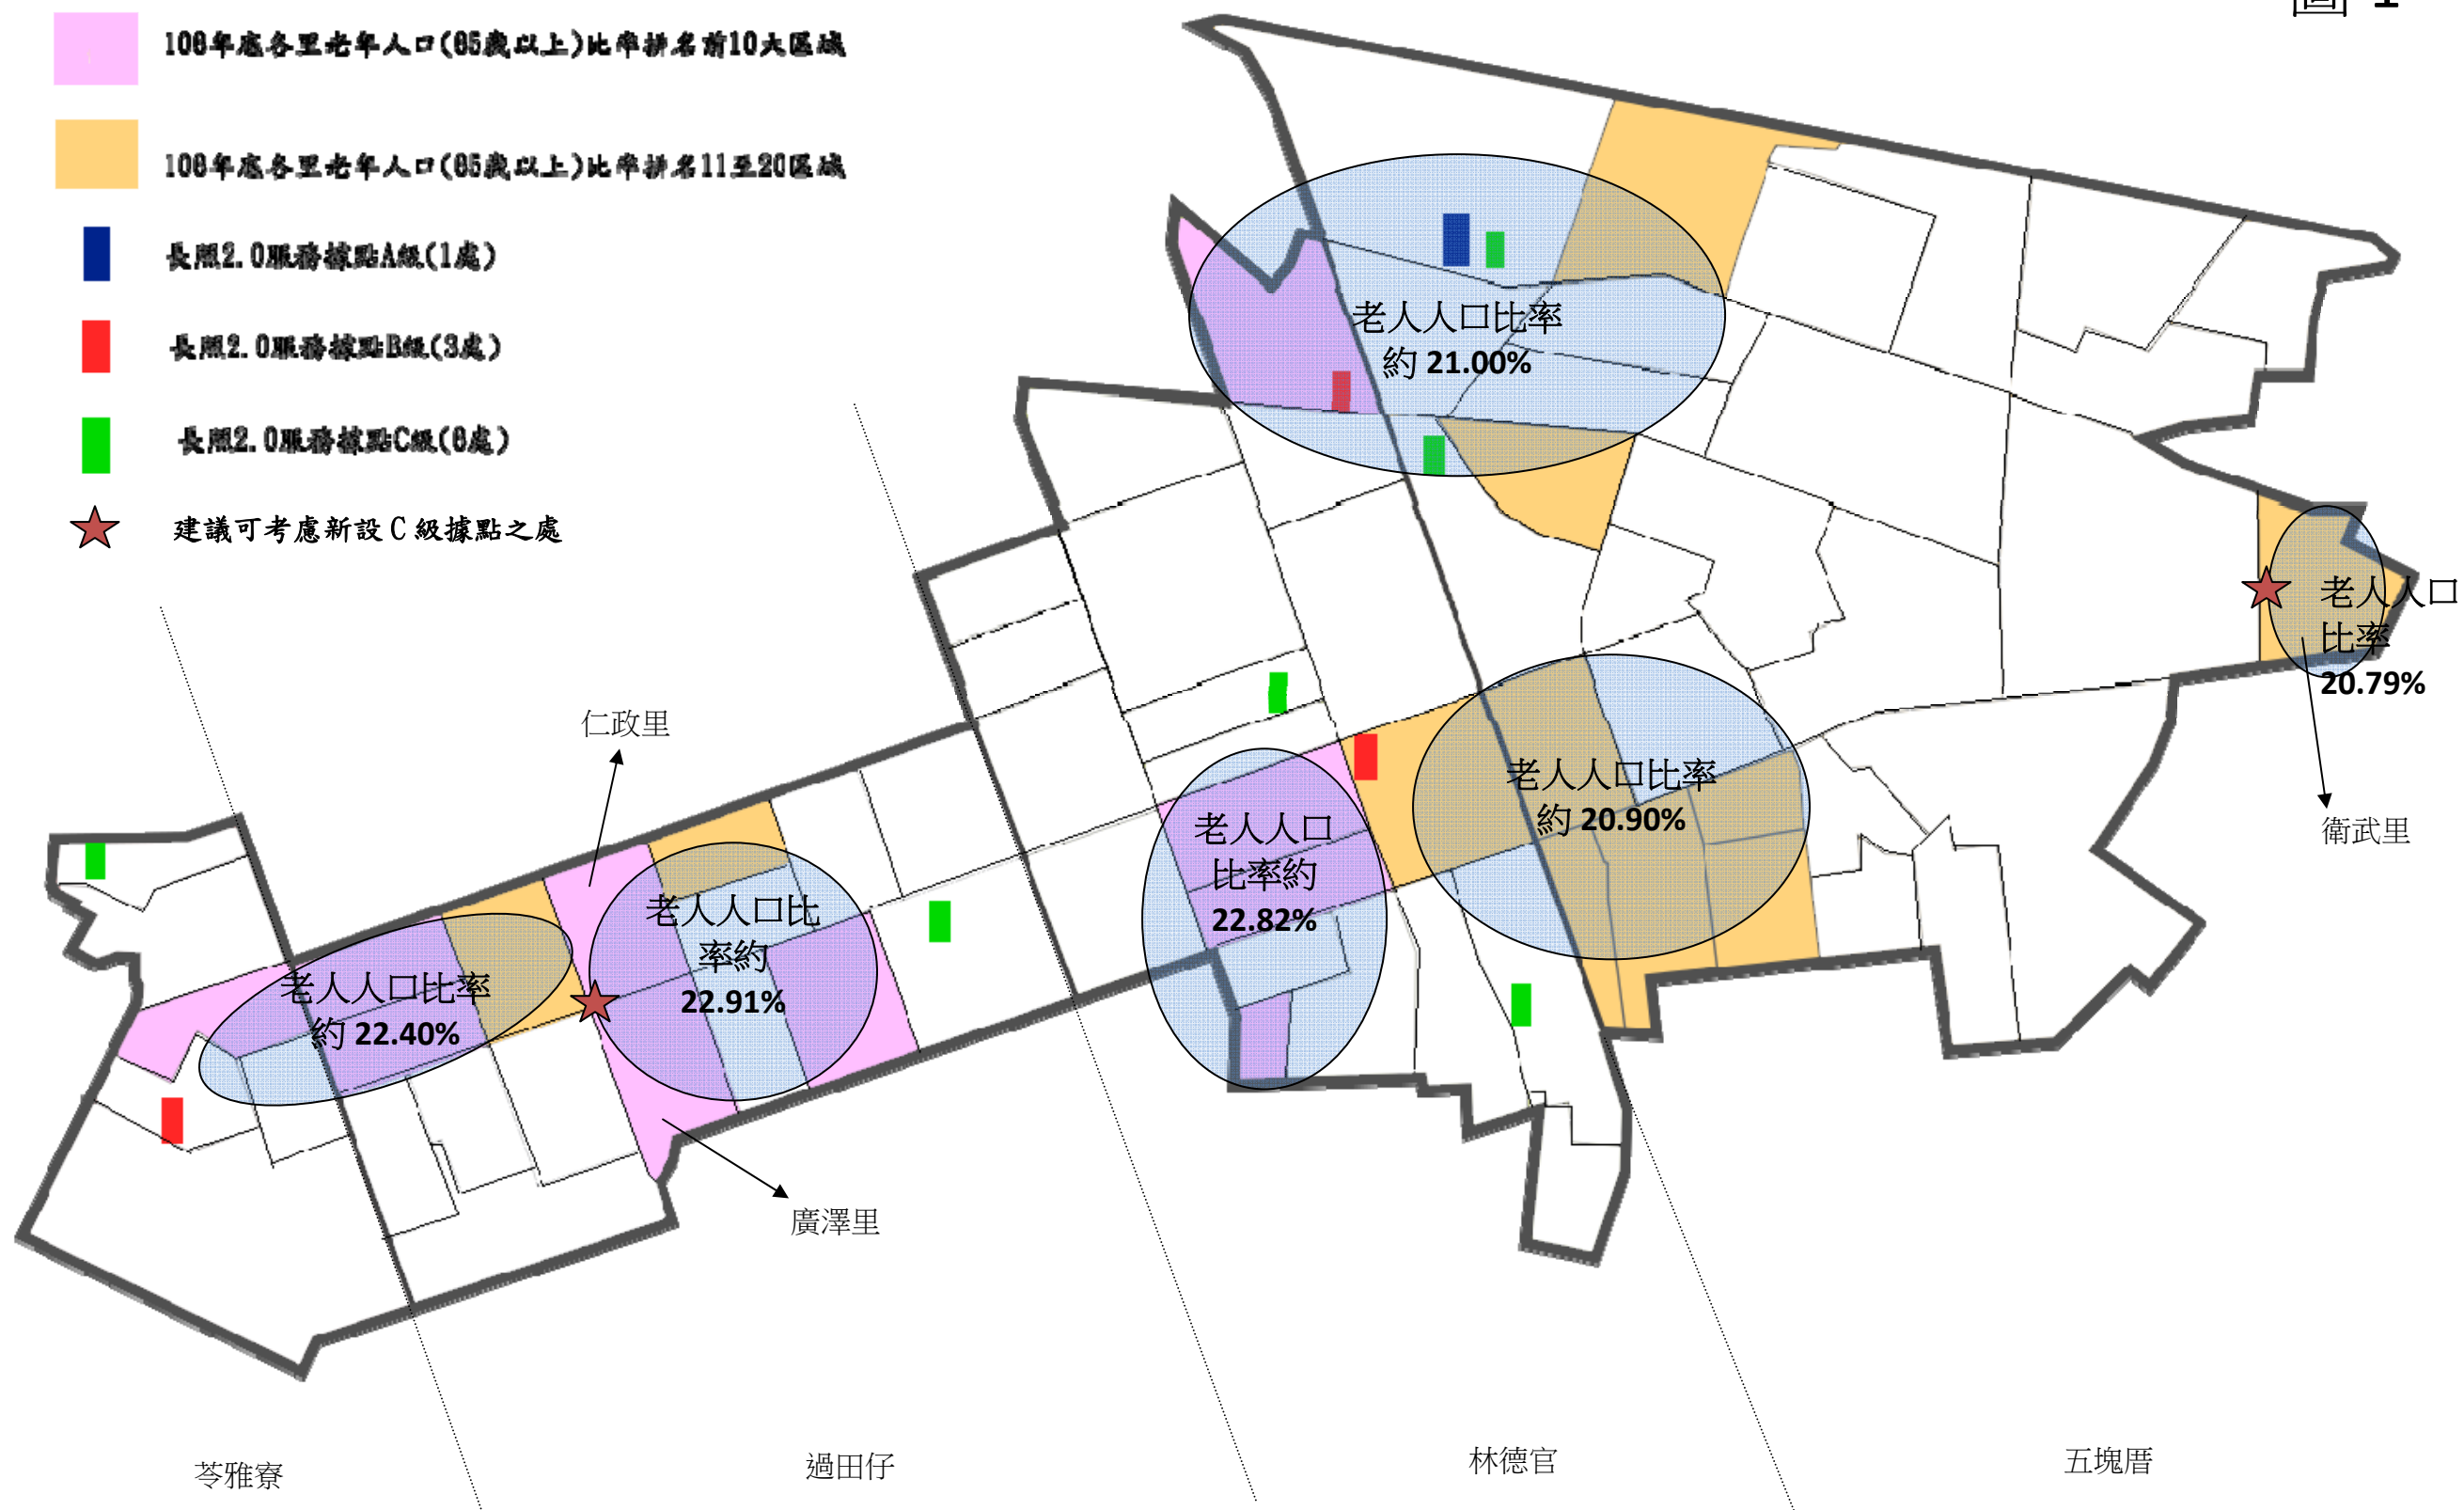 圖 1
106年底各里老年人口(65歲以上)比率排名前10大區域
106年底各里老年人口(65歲以上)比率排名11至20區域
長照2.0服務據點A級(1處)
長照2.0服務據點B級(3處)
長照2.0服務據點C級(6處)
建議可考慮新設 C 級據點之處
老人人口比率
約 21.00%
老人人口
比率
20.79%
衛武里
仁政里
老人人口比率
約 20.90%
老人人口
比率約
22.82%
老人人口比
率約
22.91%
老人人口比率
約 22.40%
廣澤里
苓雅寮
過田仔
林德官
五塊厝